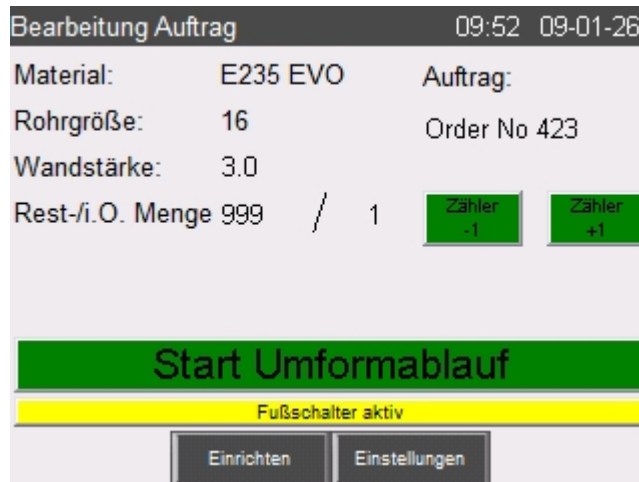 Bearbeitung Auftrag 09:52 09-01-26
Material: E235 EVO Auftrag:
Rohrgröße: 16 Order No 423
Wandstärke: 3.0
Rest-/i.O. Menge 999 / 1 Zähler -1 Zähler +1
Start Umformablauf
Fußschalter aktiv
Einrichten Einstellungen